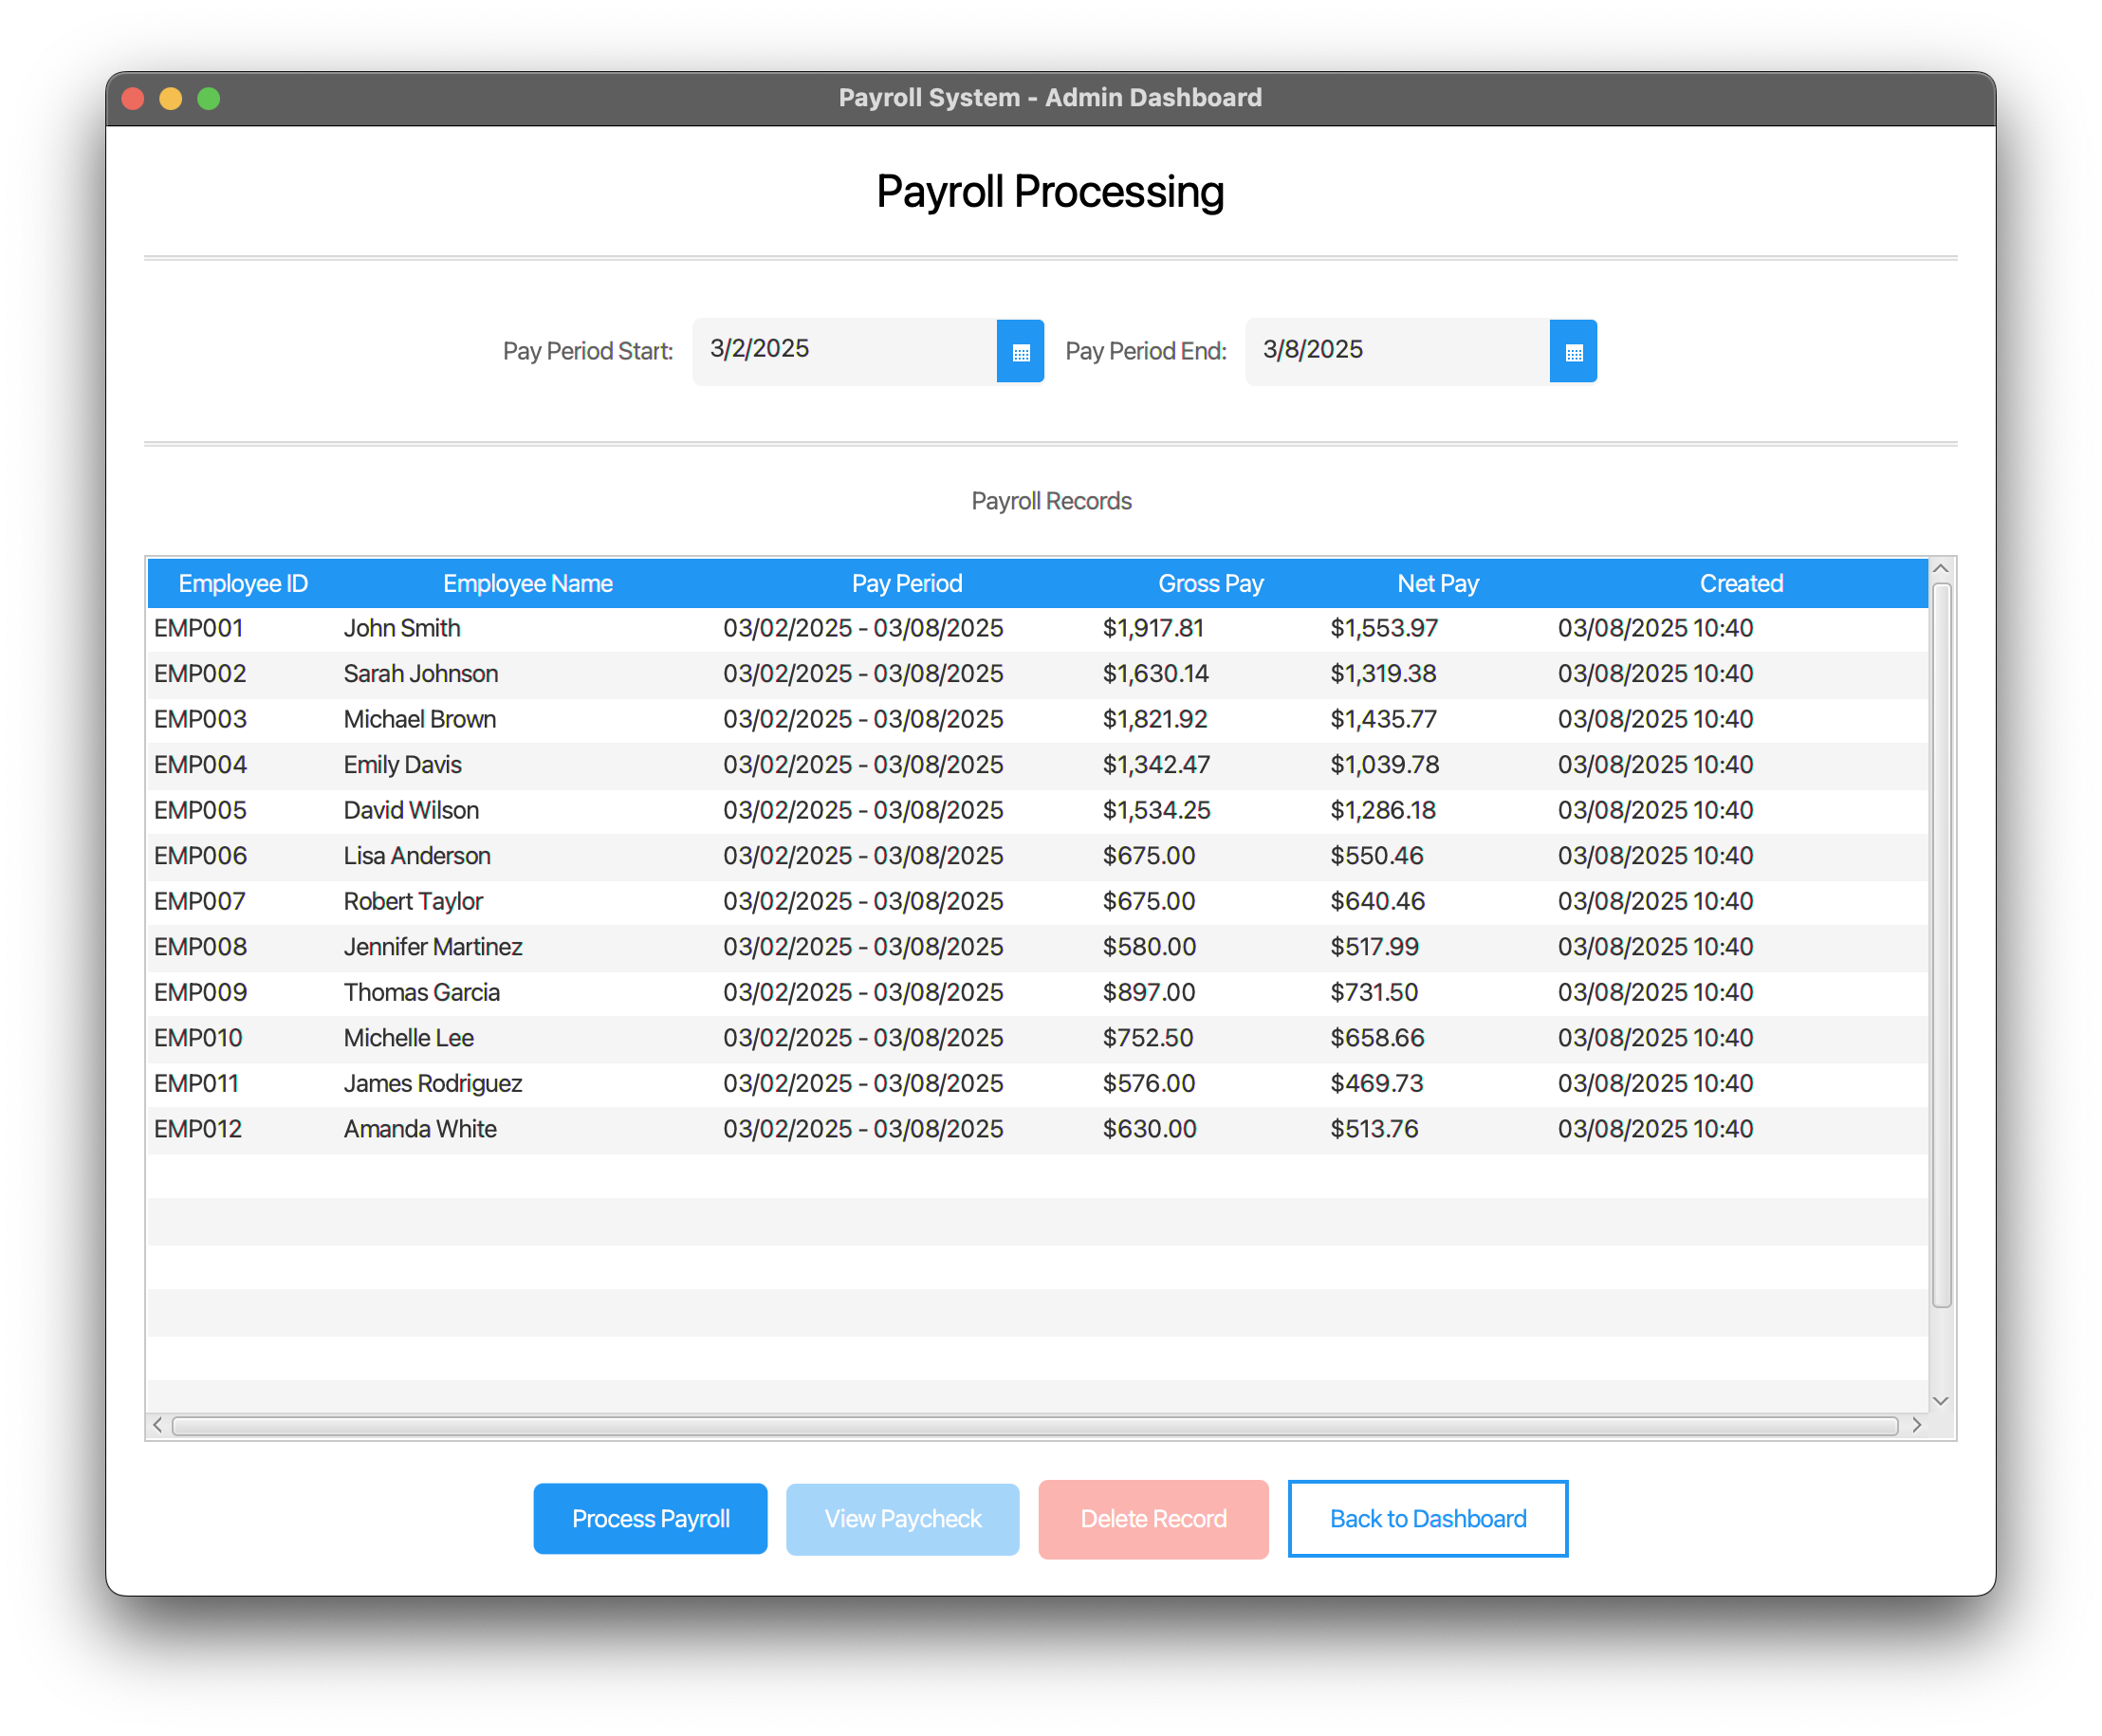 Payroll System - Admin Dashboard
Payroll Processing
Pay Period Start: 3/2/2025 Pay Period End: 3/8/2025
Payroll Records
Employee ID Employee Name Pay Period Gross Pay Net Pay Created
EMP001 John Smith 03/02/2025 - 03/08/2025 $1,917.81 $1,553.97 03/08/2025 10:40
EMP002 Sarah Johnson 03/02/2025 - 03/08/2025 $1,630.14 $1,319.38 03/08/2025 10:40
EMP003 Michael Brown 03/02/2025 - 03/08/2025 $1,821.92 $1,435.77 03/08/2025 10:40
EMP004 Emily Davis 03/02/2025 - 03/08/2025 $1,342.47 $1,039.78 03/08/2025 10:40
EMP005 David Wilson 03/02/2025 - 03/08/2025 $1,534.25 $1,286.18 03/08/2025 10:40
EMP006 Lisa Anderson 03/02/2025 - 03/08/2025 $675.00 $550.46 03/08/2025 10:40
EMP007 Robert Taylor 03/02/2025 - 03/08/2025 $675.00 $640.46 03/08/2025 10:40
EMP008 Jennifer Martinez 03/02/2025 - 03/08/2025 $580.00 $517.99 03/08/2025 10:40
EMP009 Thomas Garcia 03/02/2025 - 03/08/2025 $897.00 $731.50 03/08/2025 10:40
EMP010 Michelle Lee 03/02/2025 - 03/08/2025 $752.50 $658.66 03/08/2025 10:40
EMP011 James Rodriguez 03/02/2025 - 03/08/2025 $576.00 $469.73 03/08/2025 10:40
EMP012 Amanda White 03/02/2025 - 03/08/2025 $630.00 $513.76 03/08/2025 10:40
Process Payroll View Paycheck Delete Record Back to Dashboard